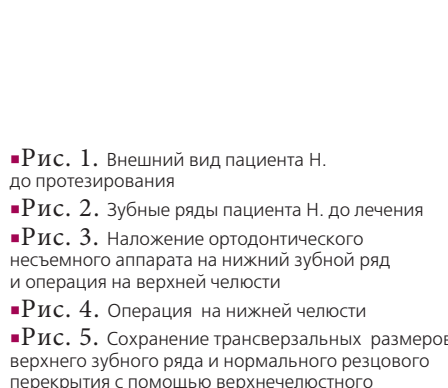 ▪Рис. 1. Внешний вид пациента Н.
до протезирования
▪Рис. 2. Зубные ряды пациента Н. до лечения
▪Рис. 3. Наложение ортодонтического
несъемного аппарата на нижний зубной ряд
и операция на верхней челюсти
▪Рис. 4. Операция на нижней челюсти
▪Рис. 5. Сохранение трансверзальных размеров
верхнего зубного ряда и нормального резцового
перекрытия с помощью верхнечелюстного